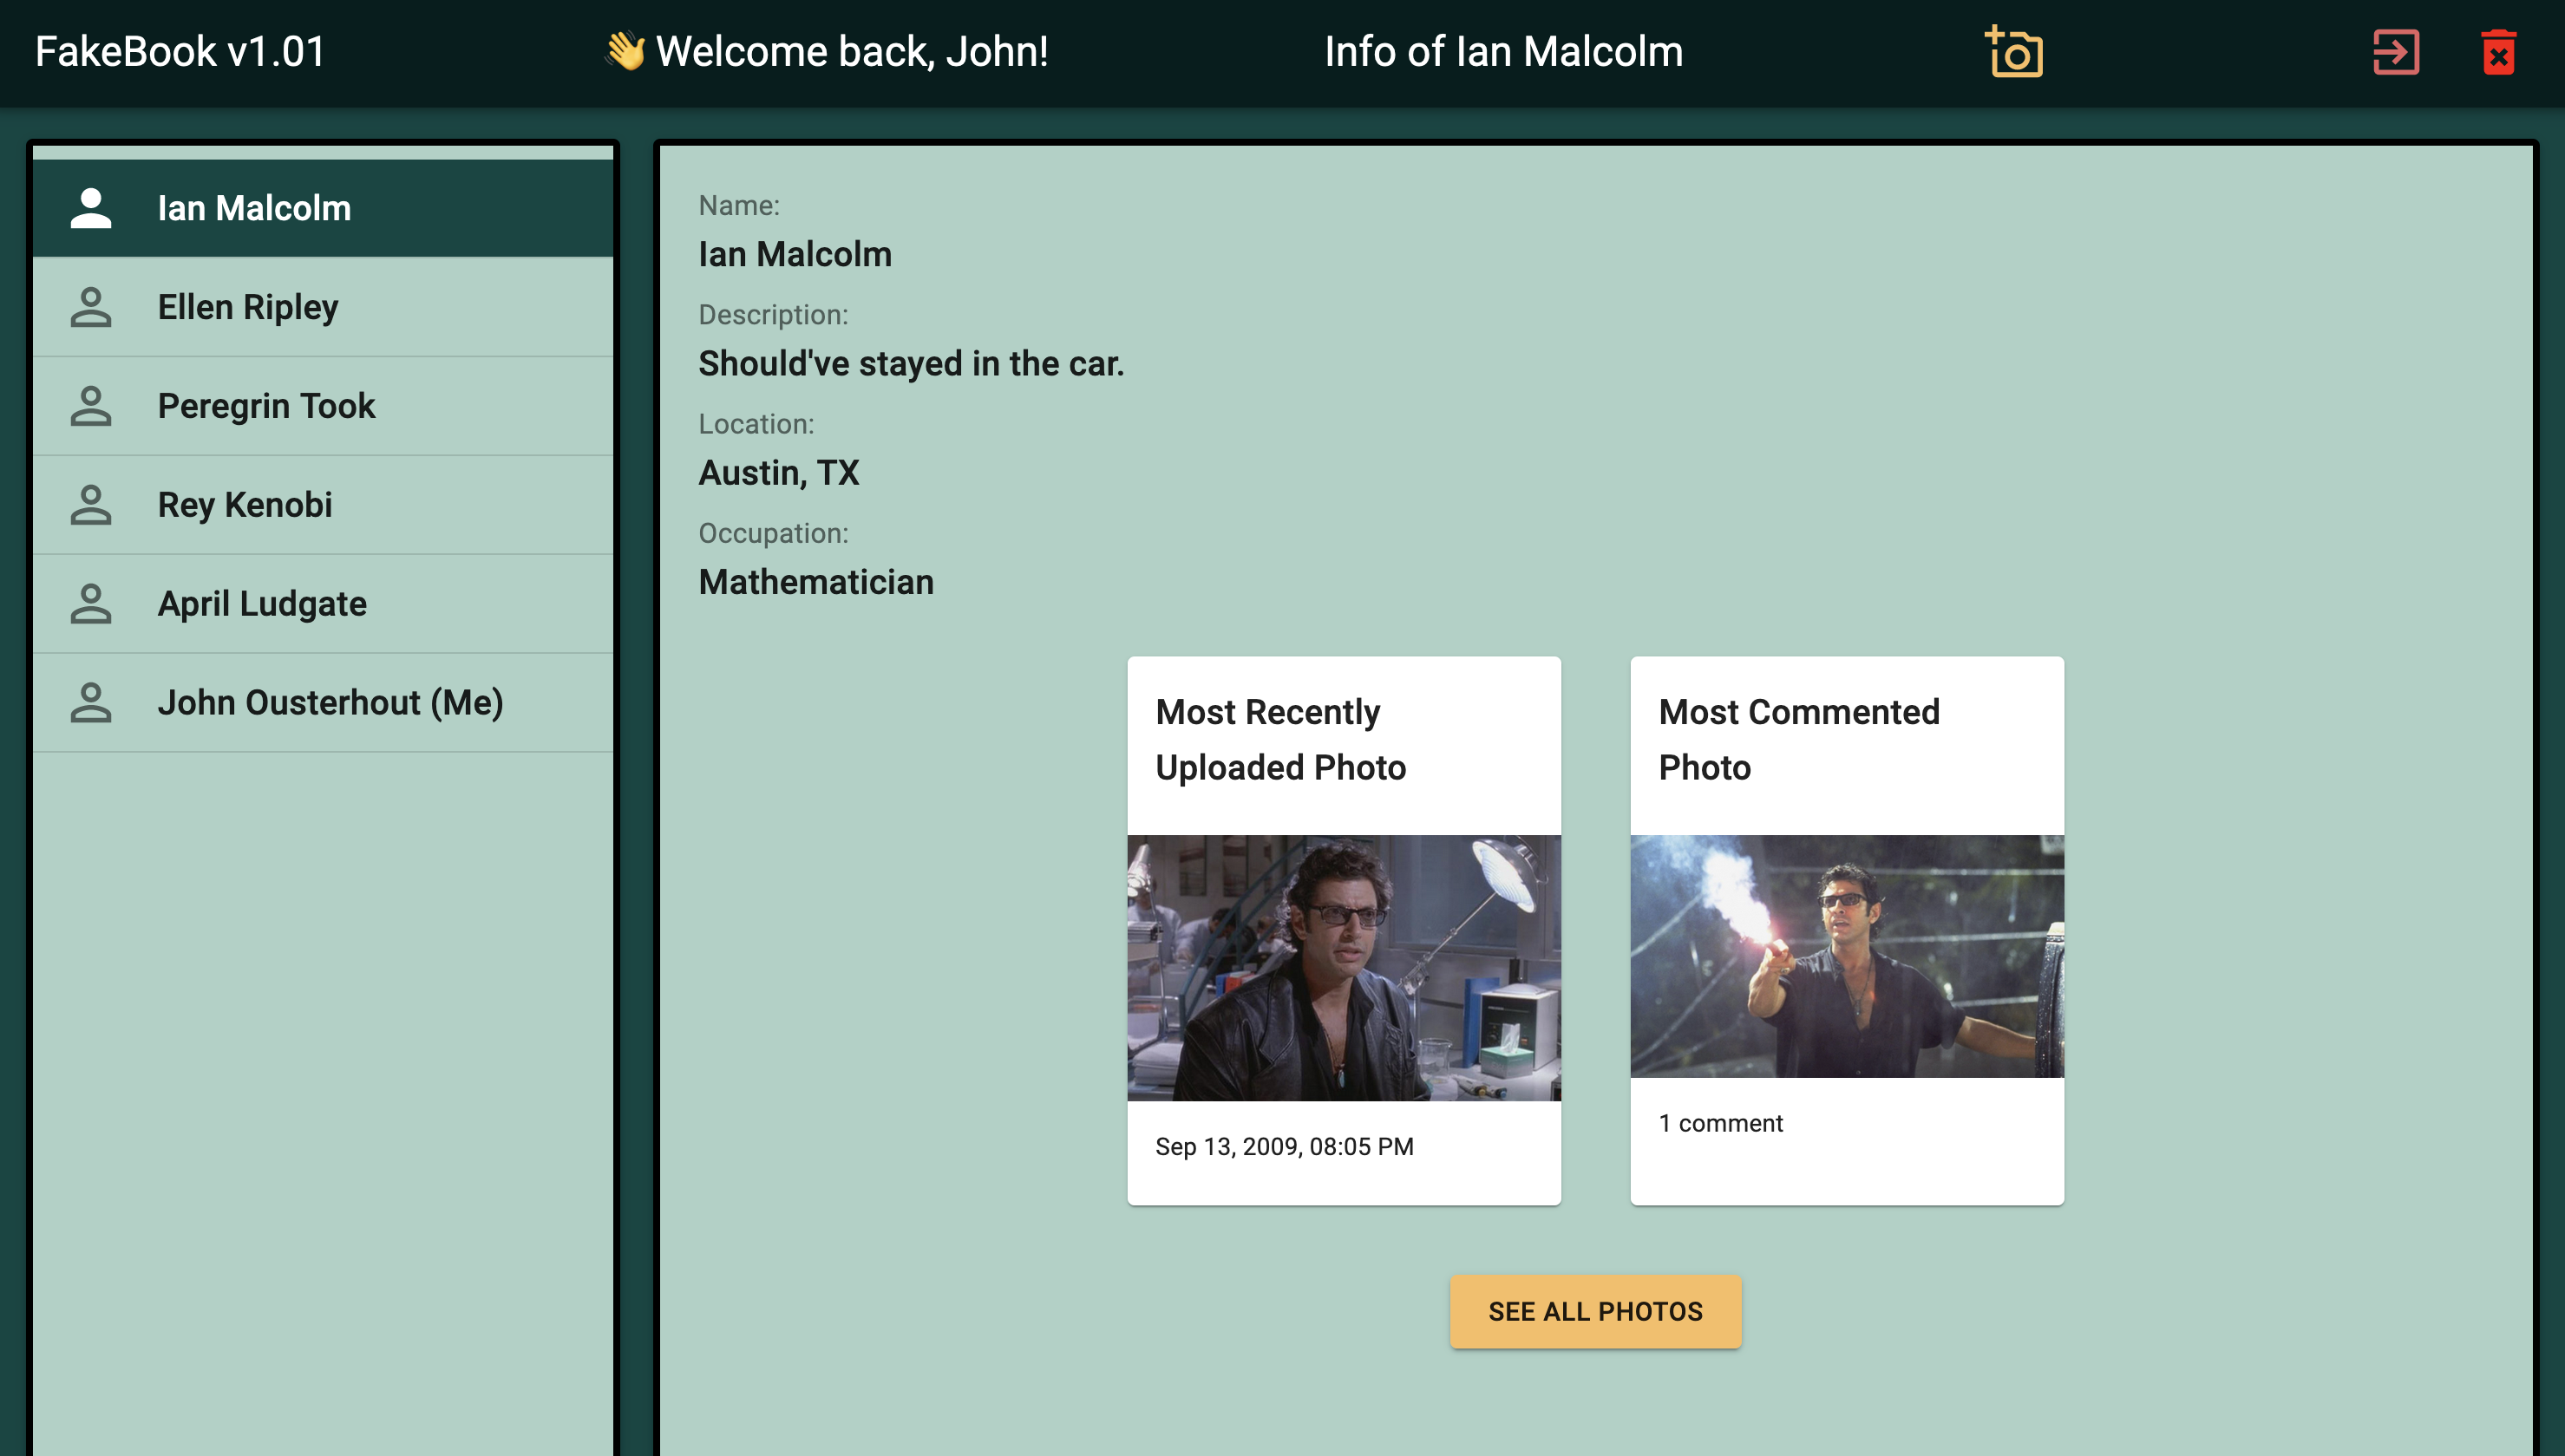 FakeBook v1.01
👋 Welcome back, John!
Info of Ian Malcolm
Ian Malcolm
Ellen Ripley
Peregrin Took
Rey Kenobi
April Ludgate
John Ousterhout (Me)
Name:
Ian Malcolm
Description:
Should've stayed in the car.
Location:
Austin, TX
Occupation:
Mathematician
Most Recently
Uploaded Photo
Sep 13, 2009, 08:05 PM
Most Commented
Photo
1 comment
SEE ALL PHOTOS